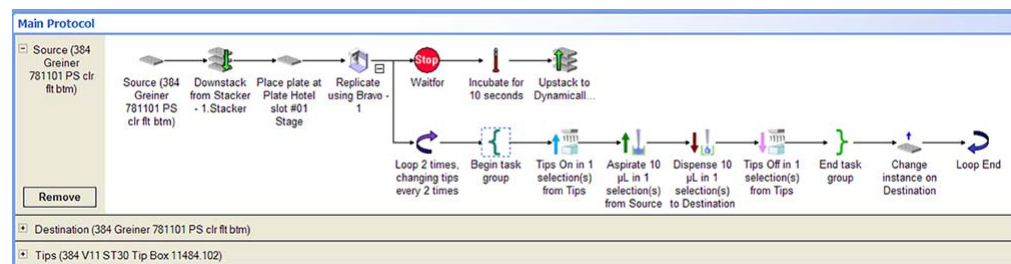 Main Protocol
Source (384
Greiner
781101 PS clr
flt btm)
Remove
Source (384
Greiner
781101 PS
clr flt btm)
Downstack
from Stacker
- 1.Stacker
Place plate at
Plate Hotel
slot #01
Stage
Replicate
using Bravo -
1
Stop
Waitfor
Incubate for
10 seconds
Upstack to
Dynamicall...
Loop 2 times,
changing tips
every 2 times
Begin task
group
Tips On in 1
selection(s)
from Tips
Aspirate 10
µL in 1
selection(s)
from Source
Dispense 10
µL in 1
selection(s)
to Destination
Tips Off in 1
selection(s)
from Tips
End task
group
Change
instance on
Destination
Loop End
Destination (384 Greiner 781101 PS clr flt btm)
Tips (384 V11 ST30 Tip Box 11484.102)